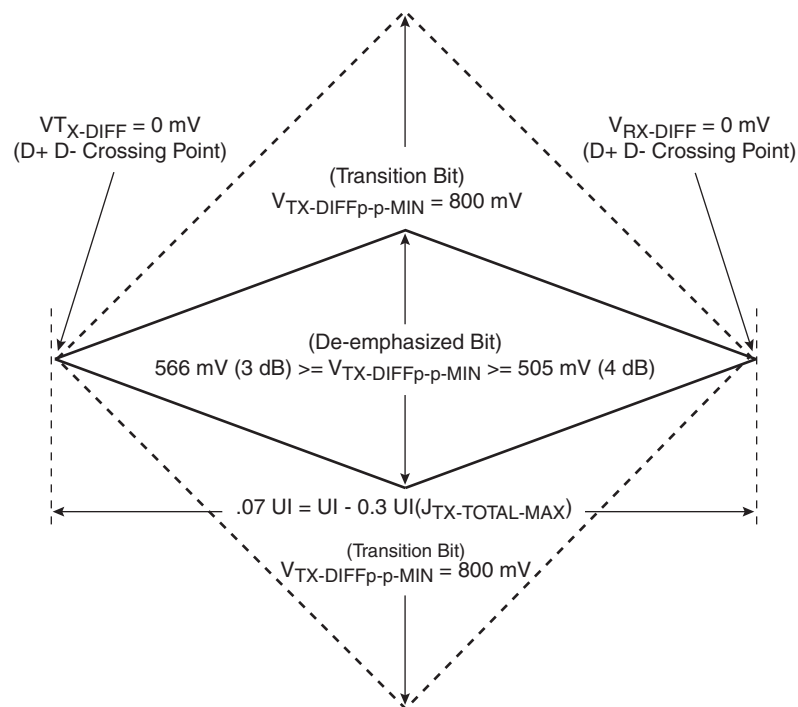 VTX-DIFF = 0 mV
(D+ D- Crossing Point)
VRX-DIFF = 0 mV
(D+ D- Crossing Point)
(Transition Bit)
VTX-DIFFp-p-MIN = 800 mV
(De-emphasized Bit)
566 mV (3 dB) >= VTX-DIFFp-p-MIN >= 505 mV (4 dB)
.07 UI = UI - 0.3 UI(JTX-TOTAL-MAX)
(Transition Bit)
VTX-DIFFp-p-MIN = 800 mV